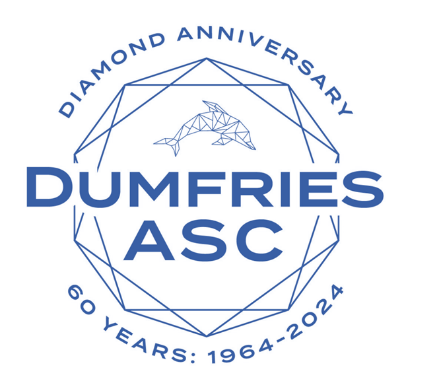 DIAMOND ANNIVERSARY
DUMFRIES
ASC
60 YEARS: 1964-2024